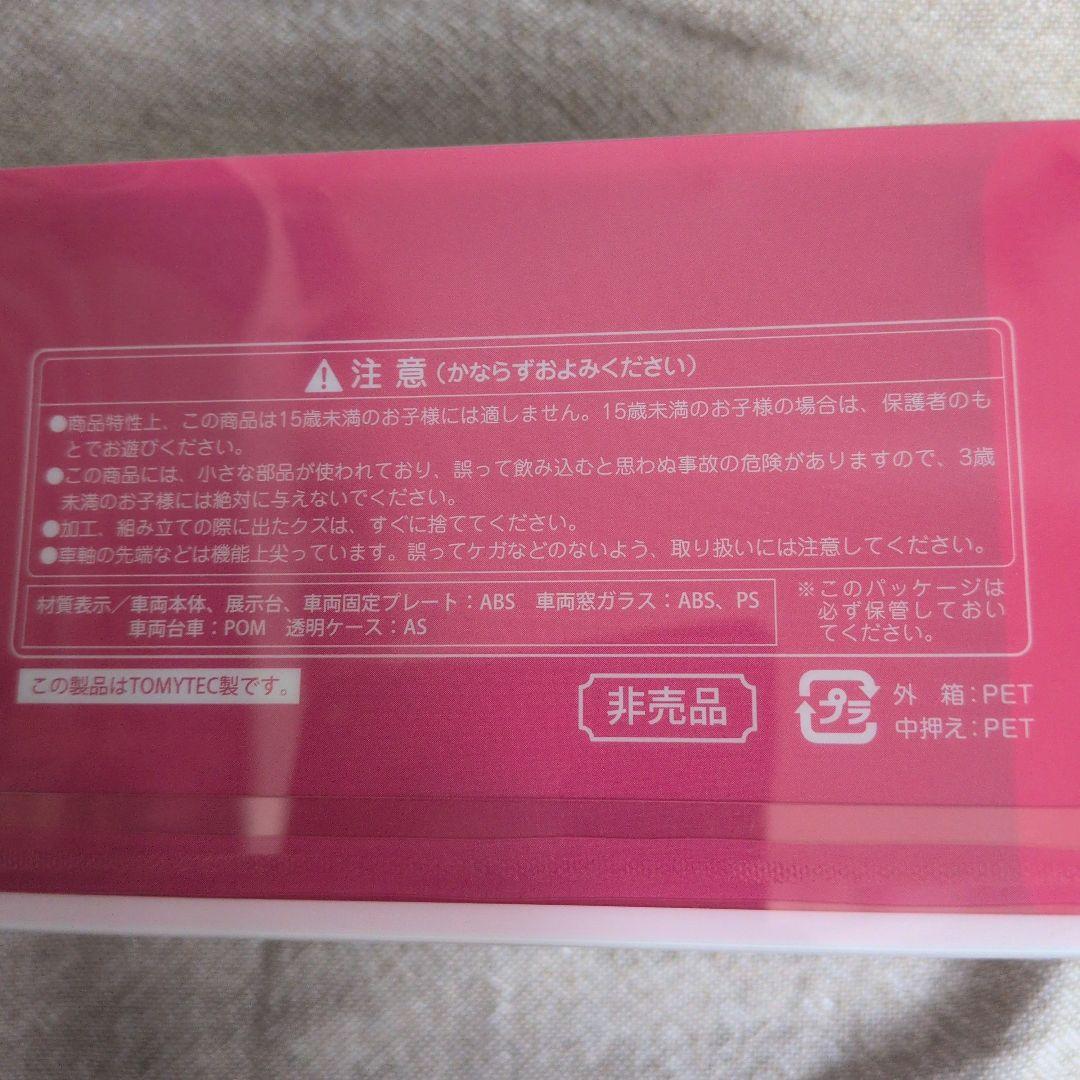 注意(かならずおよみください)
●商品特性上、この商品は15歳未満のお子様には適しません。15歳未満のお子様の場合は、保護者のも
とでお遊びください。
●この商品には、小さな部品が使われており、誤って飲み込むと思わぬ事故の危険がありますので、3歳
未満のお子様には絶対に与えないでください。
●加工、組み立ての際に出たクズは、すぐに捨ててください。
●車軸の先端などは機能上尖っています。誤ってケガなどのないよう、取り扱いには注意してください。
材質表示/車両本体、展示台、車両固定プレート:ABS 車両窓ガラス:ABS、PS
車両台車:POM 透明ケース:AS
※このパッケージは
必ず保管しておい
てください。
この製品はTOMYTEC製です。
非売品
プラ
外 箱:PET
中押え:PET